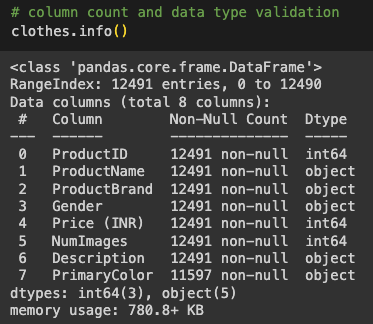 # column count and data type validation
clothes.info()
<class 'pandas.core.frame.DataFrame'>
RangeIndex: 12491 entries, 0 to 12490
Data columns (total 8 columns):
 #   Column        Non-Null Count  Dtype
---  ------        --------------  -----
 0   ProductID     12491 non-null  int64
 1   ProductName   12491 non-null  object
 2   ProductBrand  12491 non-null  object
 3   Gender        12491 non-null  object
 4   Price (INR)   12491 non-null  int64
 5   NumImages     12491 non-null  int64
 6   Description   12491 non-null  object
 7   PrimaryColor  11597 non-null  object
dtypes: int64(3), object(5)
memory usage: 780.8+ KB